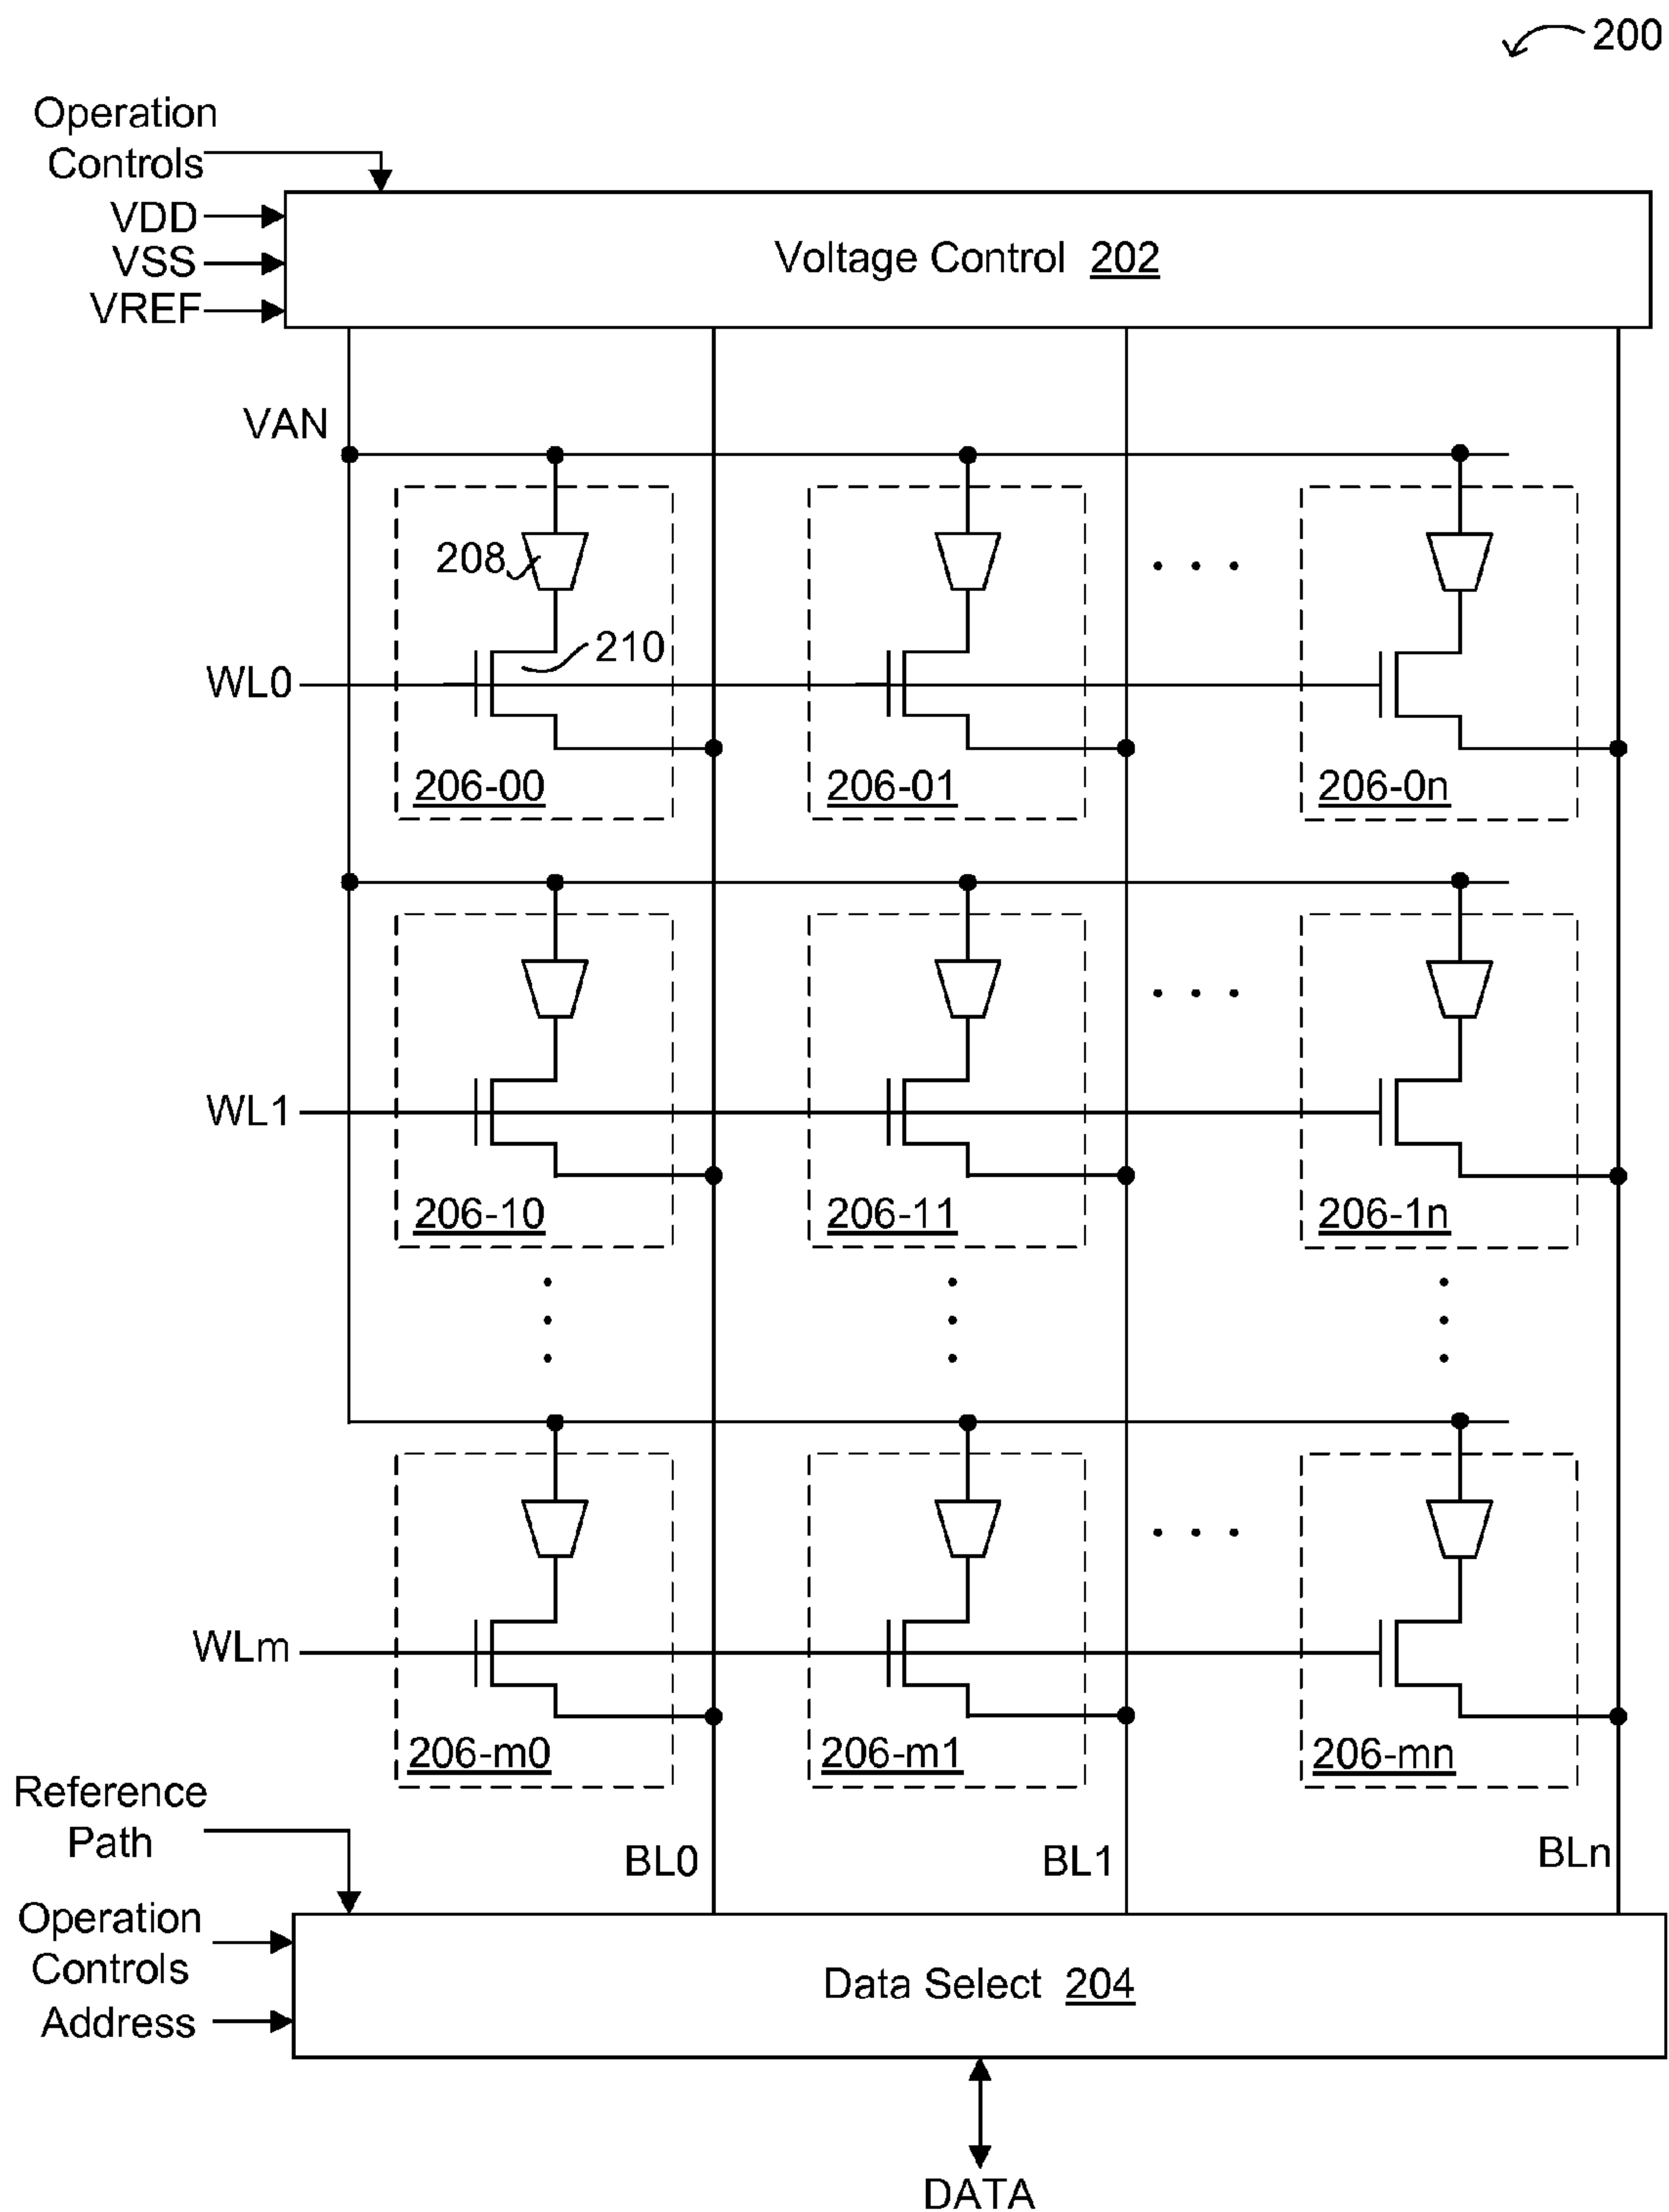 200
Operation
Controls
VDD
VSS
VREF
Voltage Control 202
VAN
208
210
WL0
206-00
206-01
206-0n
WL1
206-10
206-11
206-1n
WLm
206-m0
206-m1
206-mn
Reference
Path
BL0
BL1
BLn
Operation
Controls
Address
Data Select 204
DATA